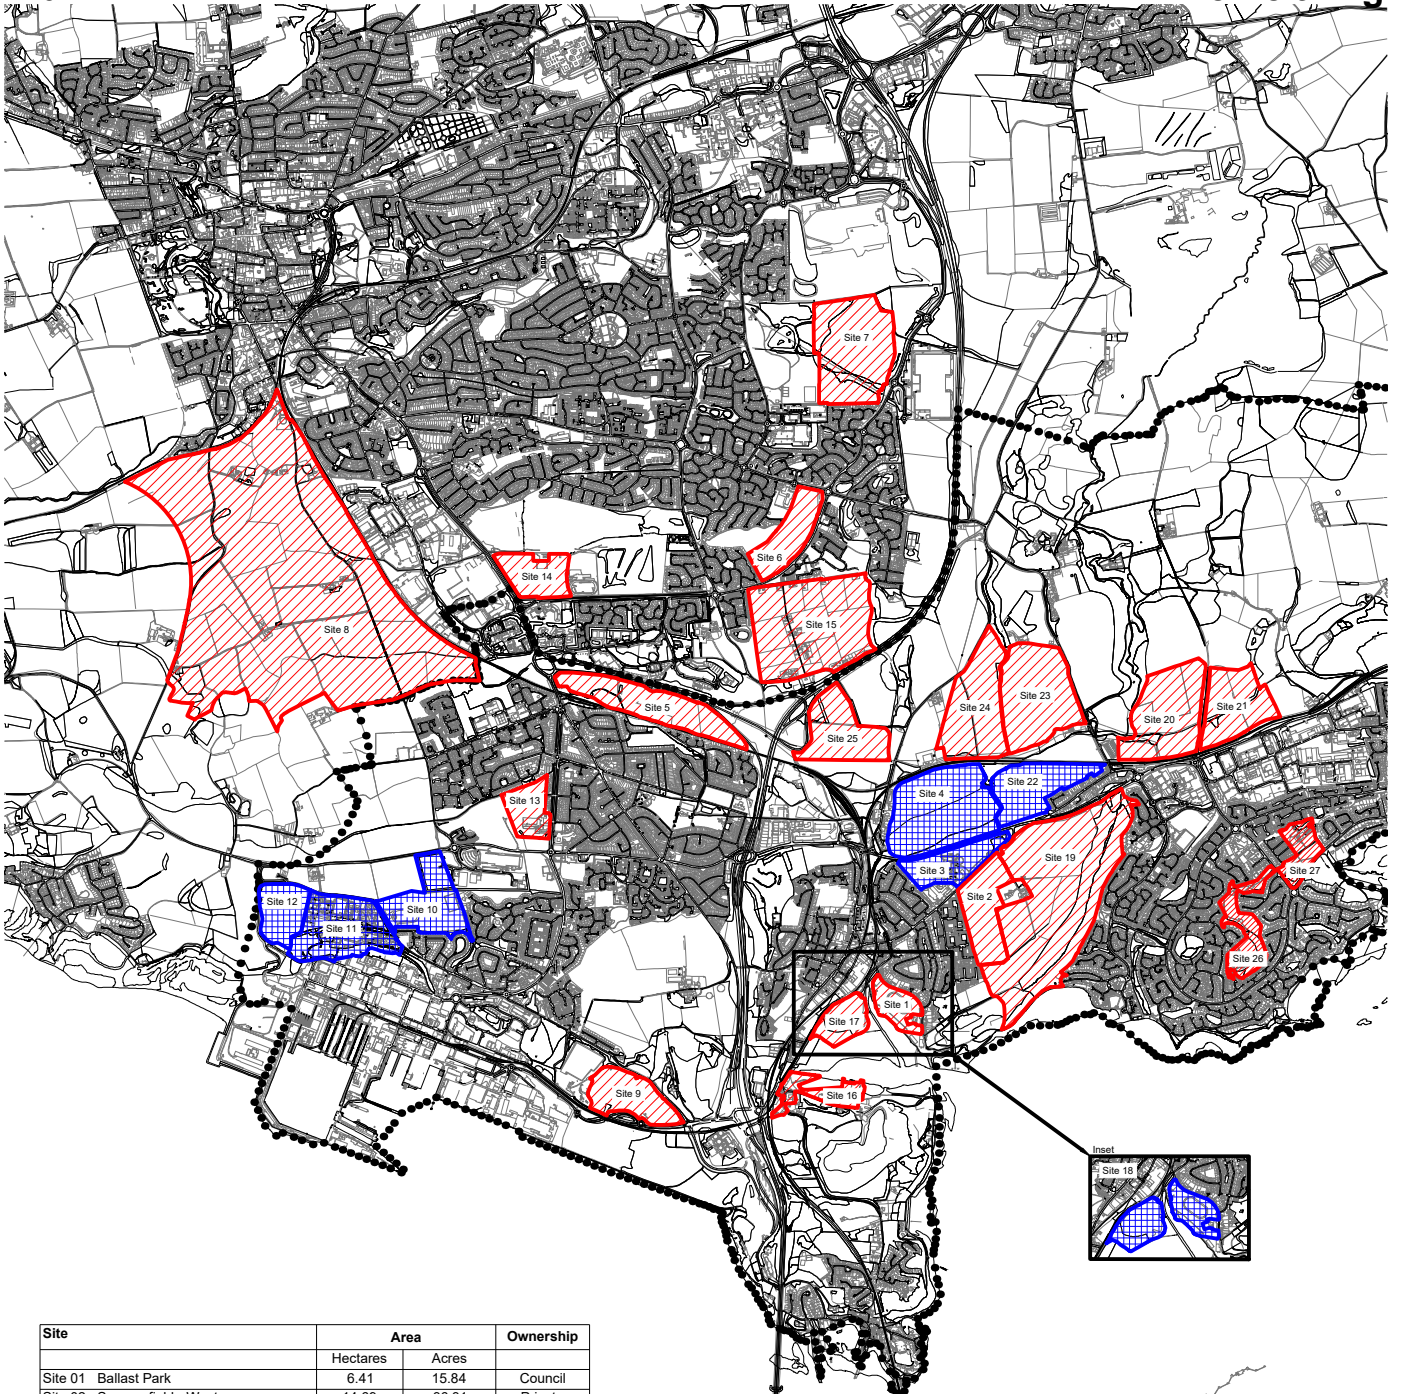 Site 7
Site 6
Site 14
Site 15
Site 8
Site 5
Site 25
Site 24
Site 23
Site 20
Site 21
Site 13
Site 4
Site 22
Site 3
Site 19
Site 2
Site 27
Site 12
Site 10
Site 11
Site 26
Site 1
Site 17
Site 9
Site 16
Inset
Site 18
Site Area Ownership
Hectares Acres
Site 01 Ballast Park 6.41 15.84 Council